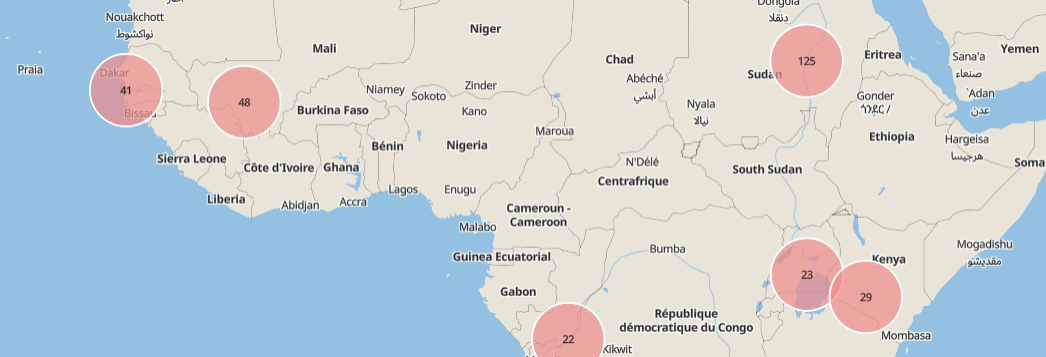 Dongola
دنقلا
Nouakchott
نواكشوط
Niger
Mali
Eritrea
Sana'a
صنعاء
Yemen
Praia
Dakar
Chad
Abéché
أبشي
Sudan
125
41
48
Niamey
Zinder
Sokoto
Kano
Burkina Faso
Nyala
نيالا
Gonder
`Adan
عدن
Bissau
Maroua
Ethiopia
Hargeisa
هرجيسا
Sierra Leone
Côte d'Ivoire
Ghana
Bénin
Nigeria
N'Délé
Centrafrique
South Sudan
Soma
Liberia
Abidjan
Accra
Lagos
Enugu
Cameroun -
Cameroon
Malabo
Guinea Ecuatorial
Bumba
Kenya
Mogadishu
مقديشو
23
29
Gabon
République
démocratique du Congo
22
Kikwit
Mombasa